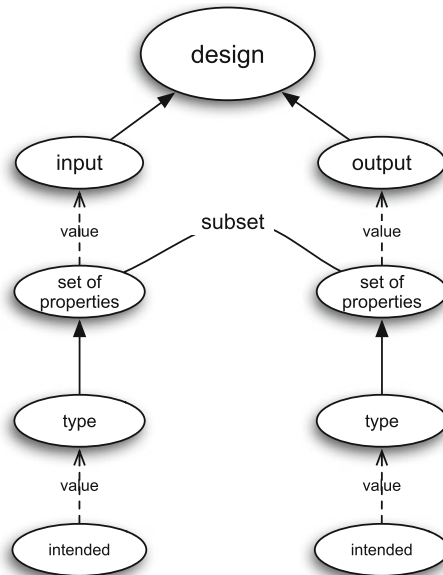 design
input
output
value
subset
value
set of
properties
set of
properties
type
type
value
value
intended
intended